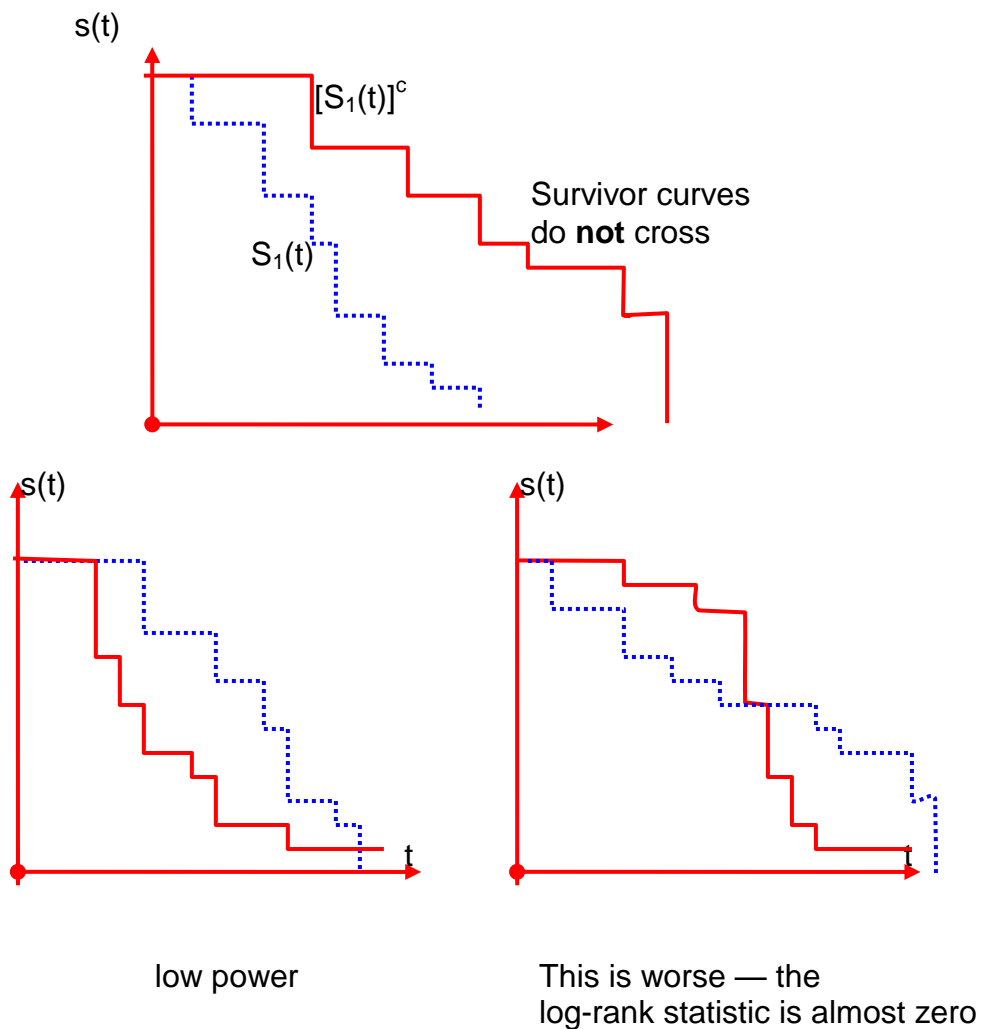 s(t)
[S₁(t)]ᶜ
Survivor curves
do not cross
S₁(t)
s(t)
t
s(t)
t
low power
This is worse — the
log-rank statistic is almost zero